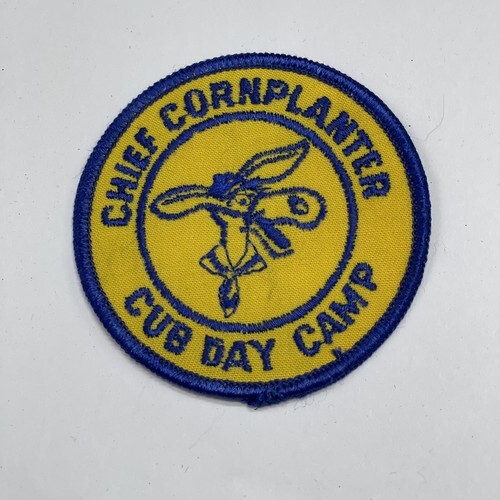 CHIEF CORNPLANTER
CUB DAY CAMP